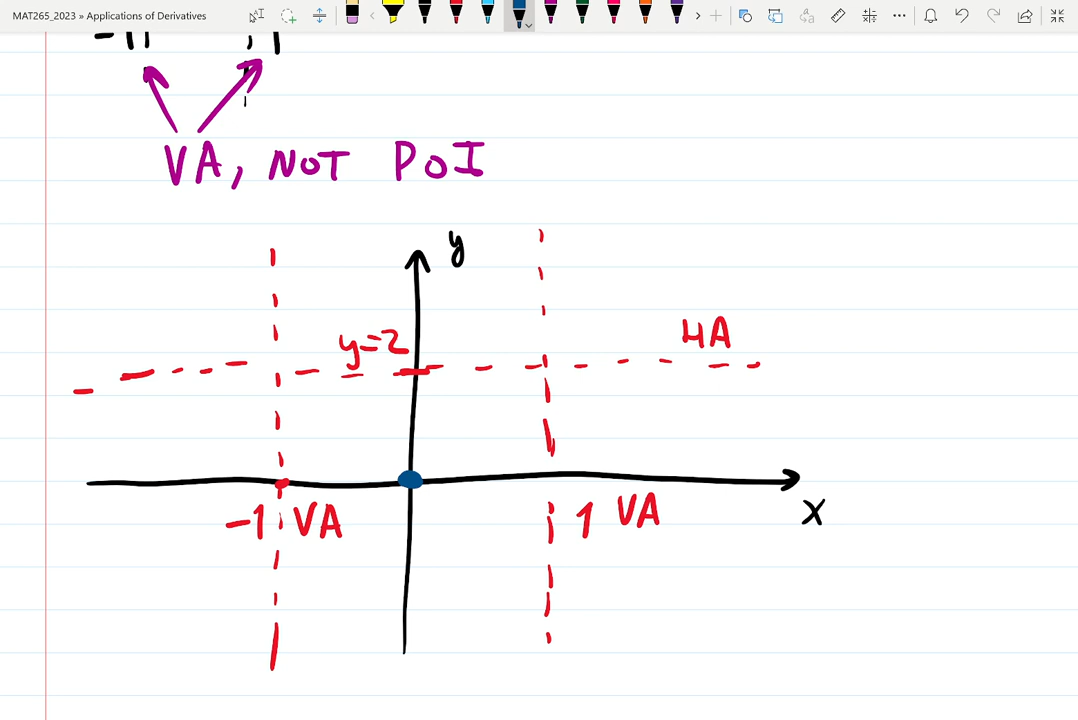 MAT265_2023 » Applications of Derivatives
VA, NOT POI
y
y=2
HA
-1 VA
1 VA
x